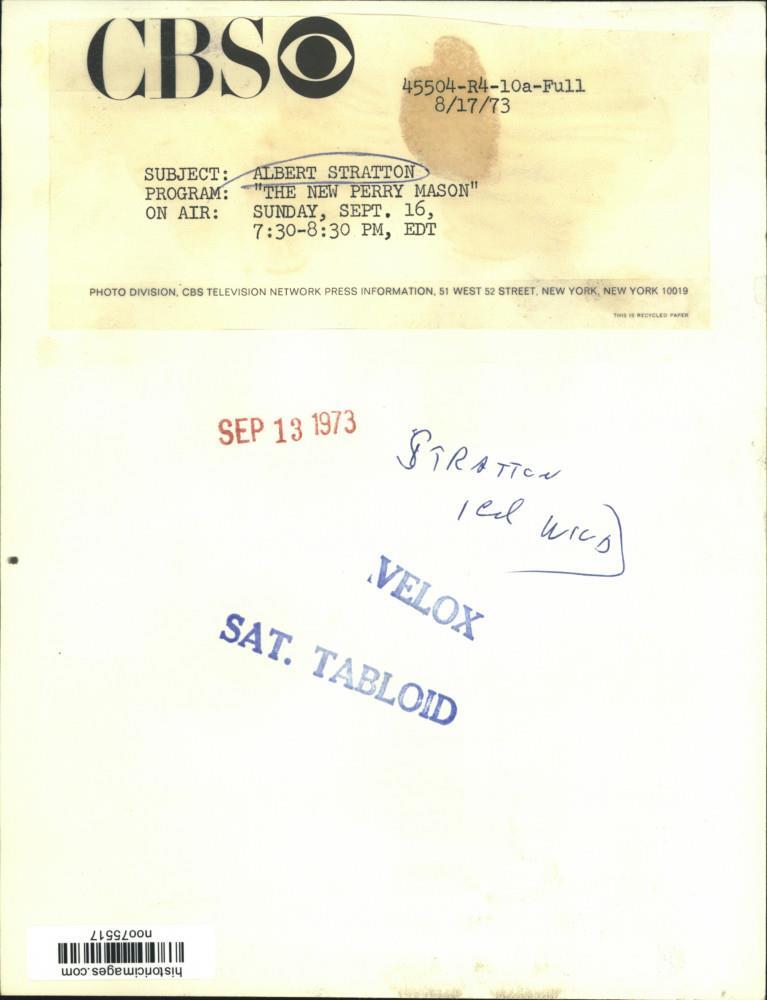 CBS
45504-R4-10a-Full
8/17/73
SUBJECT: ALBERT STRATTON
PROGRAM: "THE NEW PERRY MASON"
ON AIR: SUNDAY, SEPT. 16,
7:30-8:30 PM, EDT
PHOTO DIVISION, CBS TELEVISION NETWORK PRESS INFORMATION, 51 WEST 52 STREET, NEW YORK, NEW YORK 10019
THIS IS RECYCLED PAPER
SEP 13 1973
STRATTON
VELOX
SAT. TABLOID
historicimages.com
noo75517